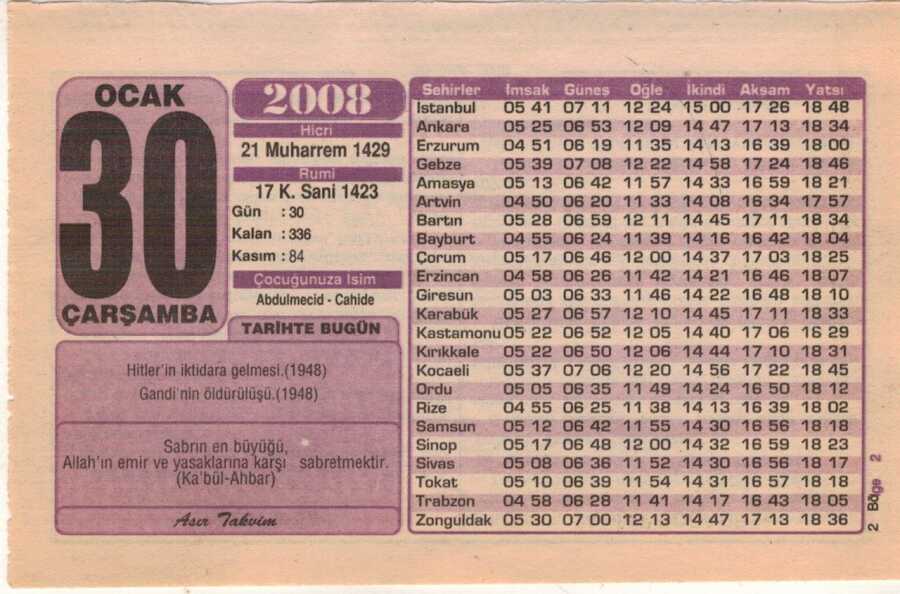 OCAK
30
ÇARŞAMBA
2008
Hicri
21 Muharrem 1429
Rumi
17 K. Sani 1423
Gün : 30
Kalan : 336
Kasım : 84
Çocuğunuza İsim
Abdulmecid - Cahide
TARİHTE BUGÜN
Hitler'in iktidara gelmesi.(1948)
Gandi'nin öldürülüşü.(1948)
Sabrın en büyüğü,
Allah'ın emir ve yasaklarına karşı sabretmektir.
(Ka'bül-Ahbar)
Asır Takvim
Şehirler İmsak Güneş Öğle İkindi Akşam Yatsı
İstanbul 05 41 07 11 12 24 15 00 17 26 18 48
Ankara 05 25 06 53 12 09 14 47 17 13 18 34
Erzurum 04 51 06 19 11 35 14 13 16 39 18 00
Gebze 05 39 07 08 12 22 14 58 17 24 18 46
Amasya 05 13 06 42 11 57 14 33 16 59 18 21
Artvin 04 50 06 20 11 33 14 08 16 34 17 57
Bartın 05 28 06 59 12 11 14 45 17 11 18 34
Bayburt 04 55 06 24 11 39 14 16 16 42 18 04
Çorum 05 17 06 46 12 00 14 37 17 03 18 25
Erzincan 04 58 06 26 11 42 14 21 16 46 18 07
Giresun 05 03 06 33 11 46 14 22 16 48 18 10
Karabük 05 27 06 57 12 10 14 45 17 11 18 33
Kastamonu 05 22 06 52 12 05 14 40 17 06 16 29
Kırıkkale 05 22 06 50 12 06 14 44 17 10 18 31
Kocaeli 05 37 07 06 12 20 14 56 17 22 18 45
Ordu 05 05 06 35 11 49 14 24 16 50 18 12
Rize 04 55 06 25 11 38 14 13 16 39 18 02
Samsun 05 12 06 42 11 55 14 30 16 56 18 18
Sinop 05 17 06 48 12 00 14 32 16 59 18 23
Sivas 05 08 06 36 11 52 14 30 16 56 18 17
Tokat 05 10 06 39 11 54 14 31 16 57 18 18
Trabzon 04 58 06 28 11 41 14 17 16 43 18 05
Zonguldak 05 30 07 00 12 13 14 47 17 13 18 36
2 Bölge 2